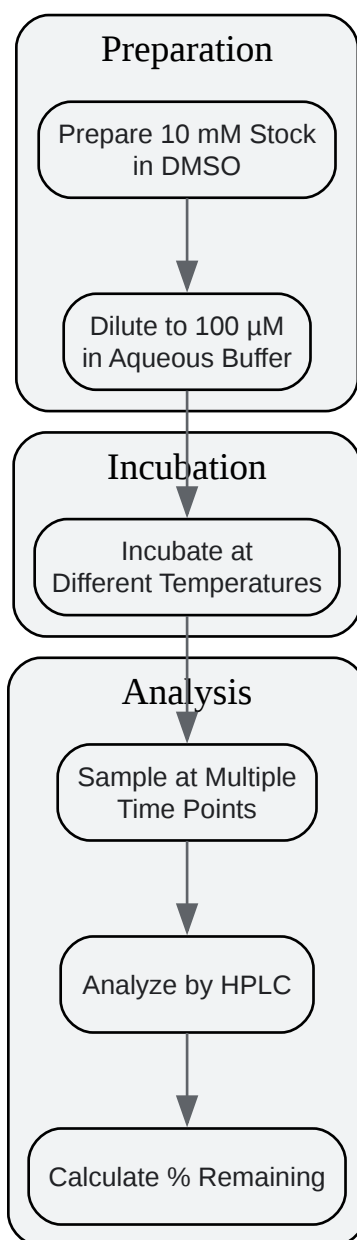 Preparation
Prepare 10 mM Stock
in DMSO
Dilute to 100 µM
in Aqueous Buffer
Incubation
Incubate at
Different Temperatures
Analysis
Sample at Multiple
Time Points
Analyze by HPLC
Calculate % Remaining